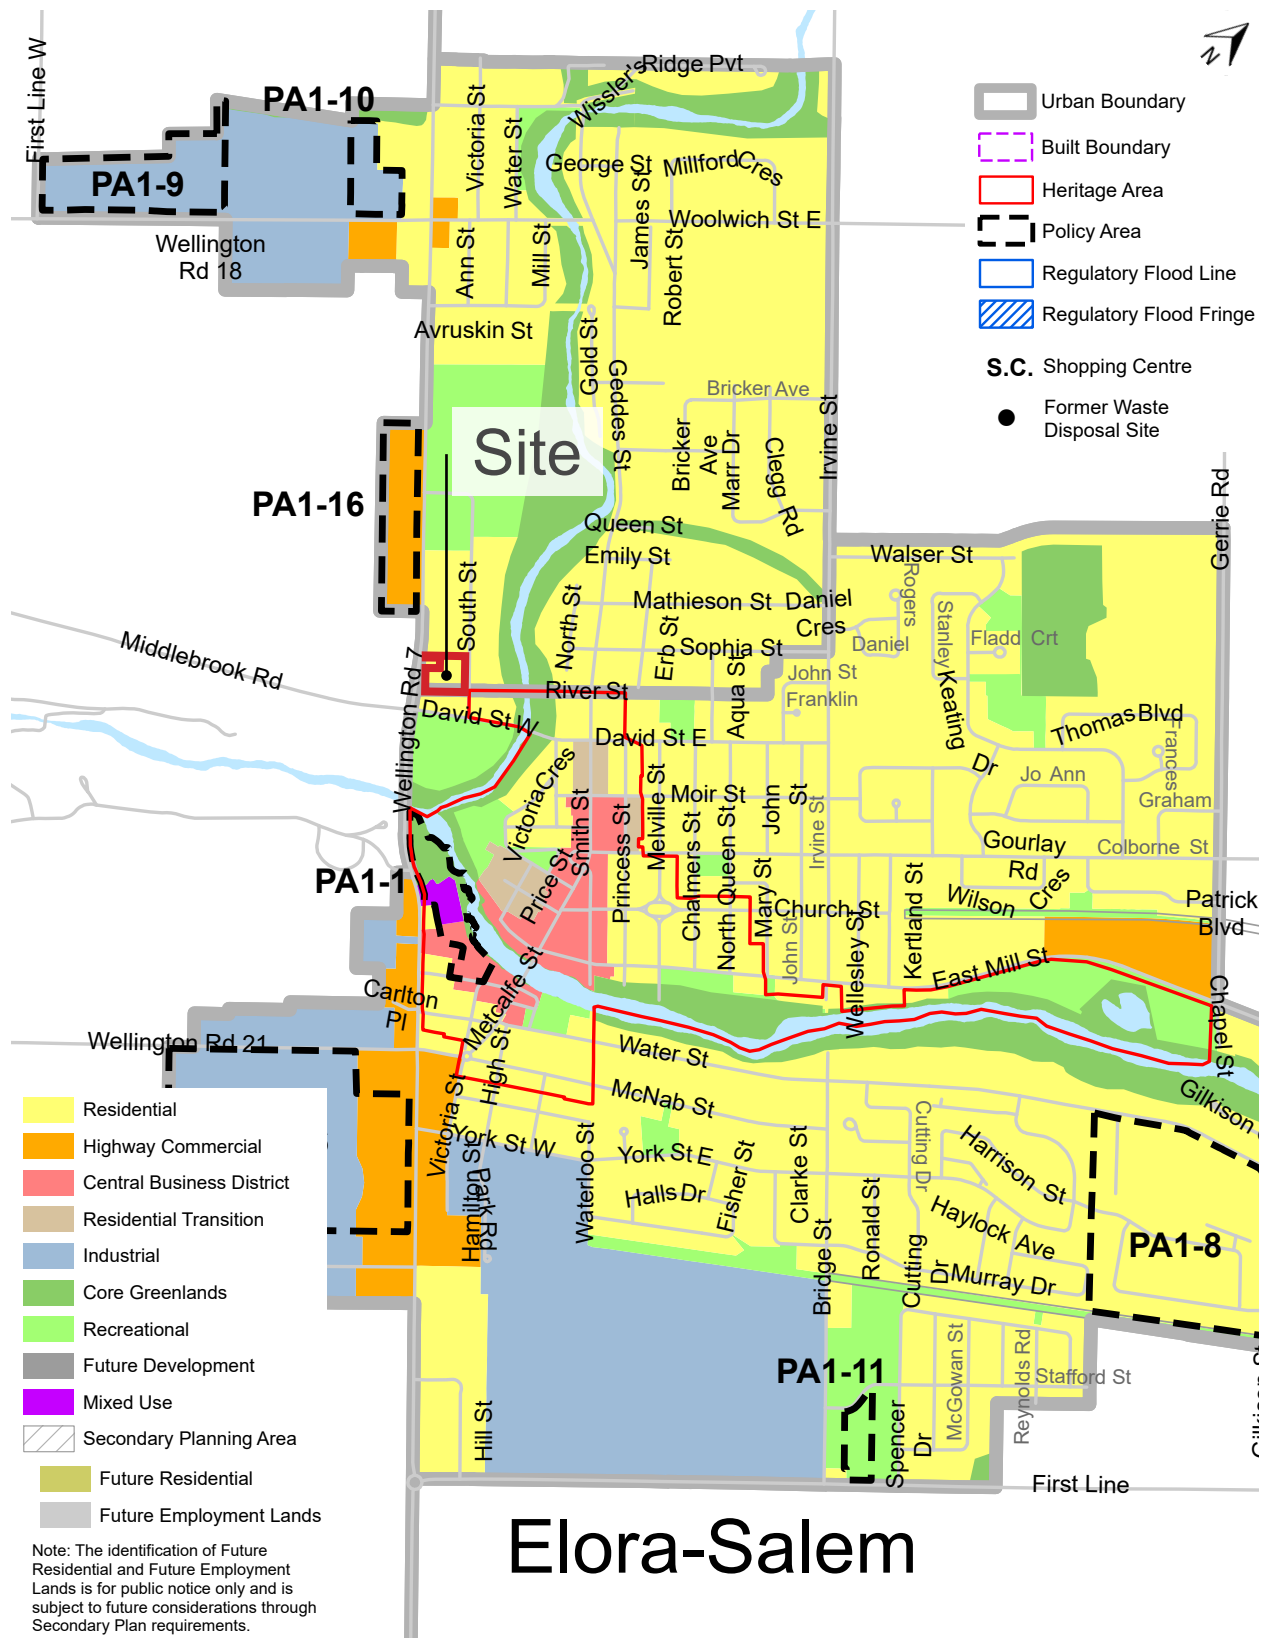 Ridge Pvt
Wissler's
First Line W
PA1-10
N
Urban Boundary
Victoria St
Water St
Built Boundary
George St
Millford
Cres
PA1-9
James St
Heritage Area
Woolwich St E
Policy Area
Wellington
Rd 18
Ann St
Mill St
Robert St
Regulatory Flood Line
Regulatory Flood Fringe
Avruskin St
Gold St
Geddes St
S.C. Shopping Centre
Bricker Ave
Former Waste
Disposal Site
Irvine St
Site
Bricker
Ave
Marr Dr
Clegg Rd
PA1-16
Gerrie Rd
Queen St
Emily St
Walser St
South St
North St
Mathieson St
Daniel
Cres
Rogers
Stanley
Erb St
Sophia St
Daniel
Fladd Crt
Middlebrook Rd
Wellington Rd 7
Aqua St
John St
Franklin
River St
Keating
Dr
David St W
David St E
Thomas Blvd
Frances
Victoria
Cres
Smith St
Princess St
Melville St
Moir St
John
St
Jo Ann
Graham
Irvine St
Gourlay
Rd
Colborne St
Price St
Chalmers St
North Queen St
Mary St
PA1-1
Church St
John St
Wellesley St
Kertland St
Wilson
Cres
Patrick
Blvd
East Mill St
Carlton
Pl
Metcalfe St
Chapel St
Wellington Rd 21
High St
Water St
McNab St
Gilkison
Residential
Victoria St
York St W
York St E
Cutting Dr
Harrison St
Highway Commercial
Central Business District
Hamilton St
Park Rd
Waterloo St
Halls Dr
Fisher St
Clarke St
Ronald St
Haylock Ave
Residential Transition
PA1-8
Industrial
Bridge St
Cutting
Dr
Murray Dr
Core Greenlands
Recreational
Future Development
PA1-11
McGowan St
Reynolds Rd
Stafford St
Mixed Use
Hill St
Spencer
Dr
Secondary Planning Area
Future Residential
First Line
Future Employment Lands
Elora-Salem
Note: The identification of Future
Residential and Future Employment
Lands is for public notice only and is
subject to future considerations through
Secondary Plan requirements.